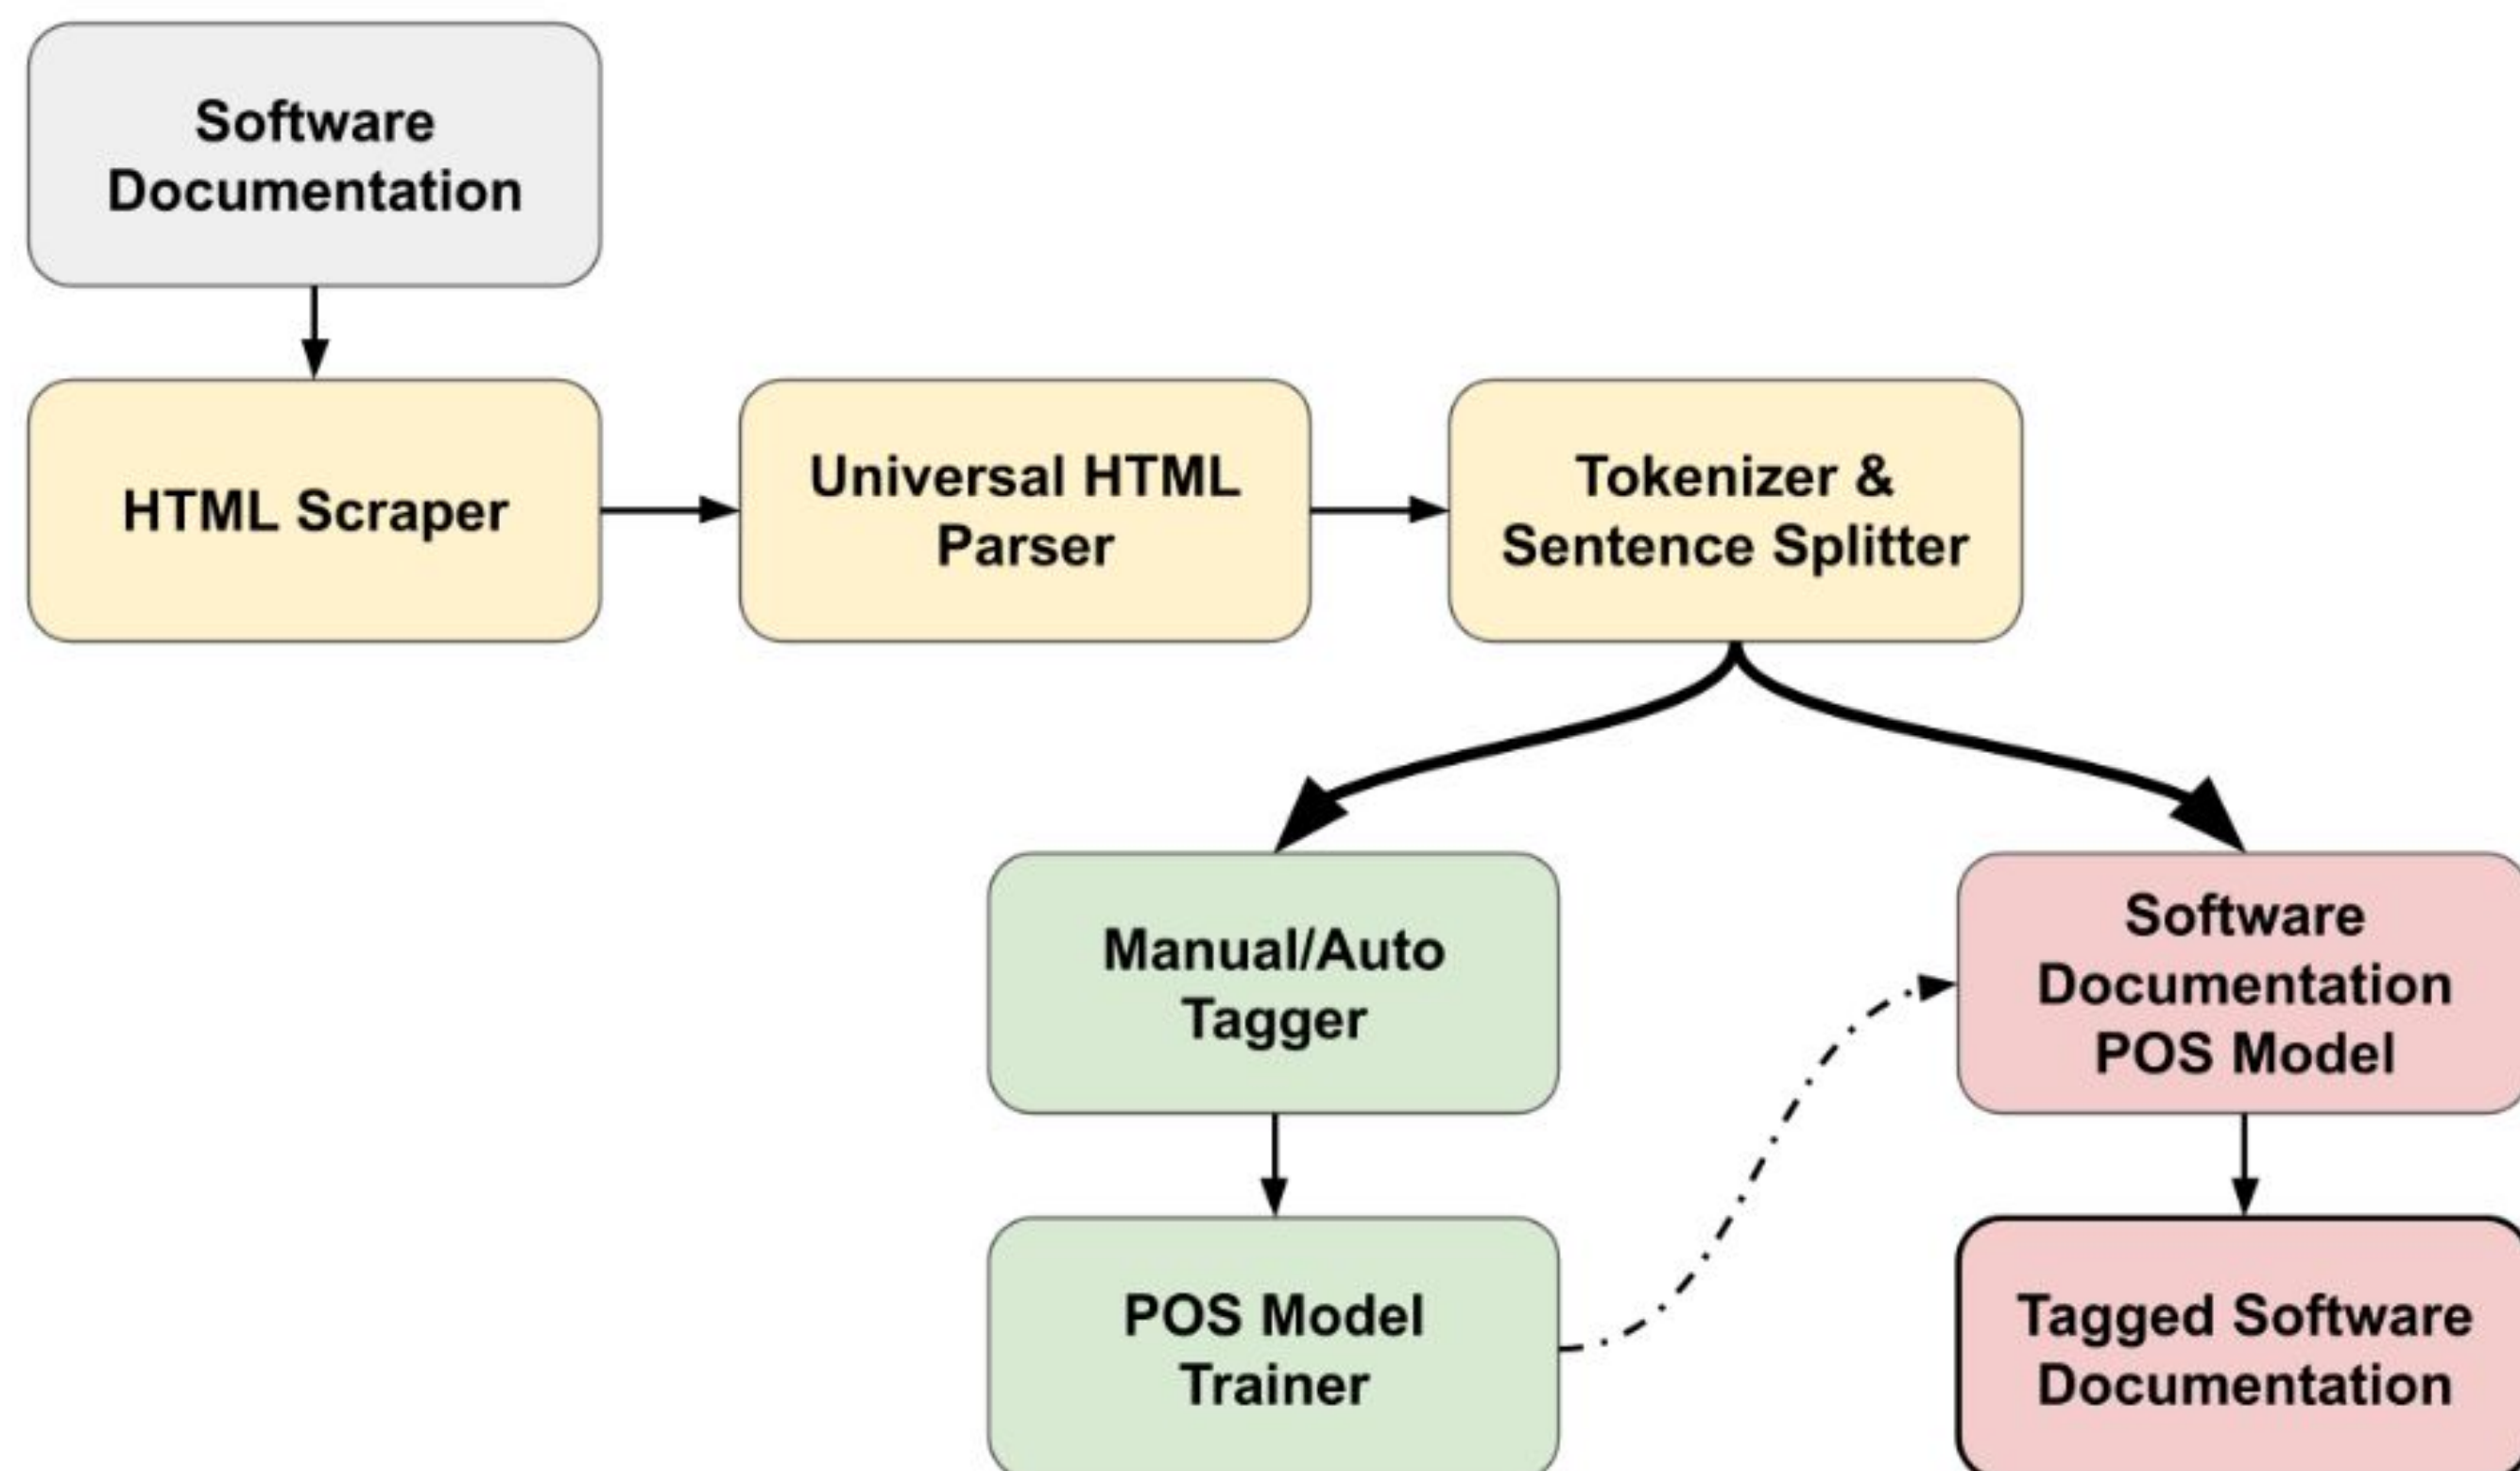 Software
Documentation
HTML Scraper
Universal HTML
Parser
Tokenizer &
Sentence Splitter
Manual/Auto
Tagger
Software
Documentation
POS Model
POS Model
Trainer
Tagged Software
Documentation